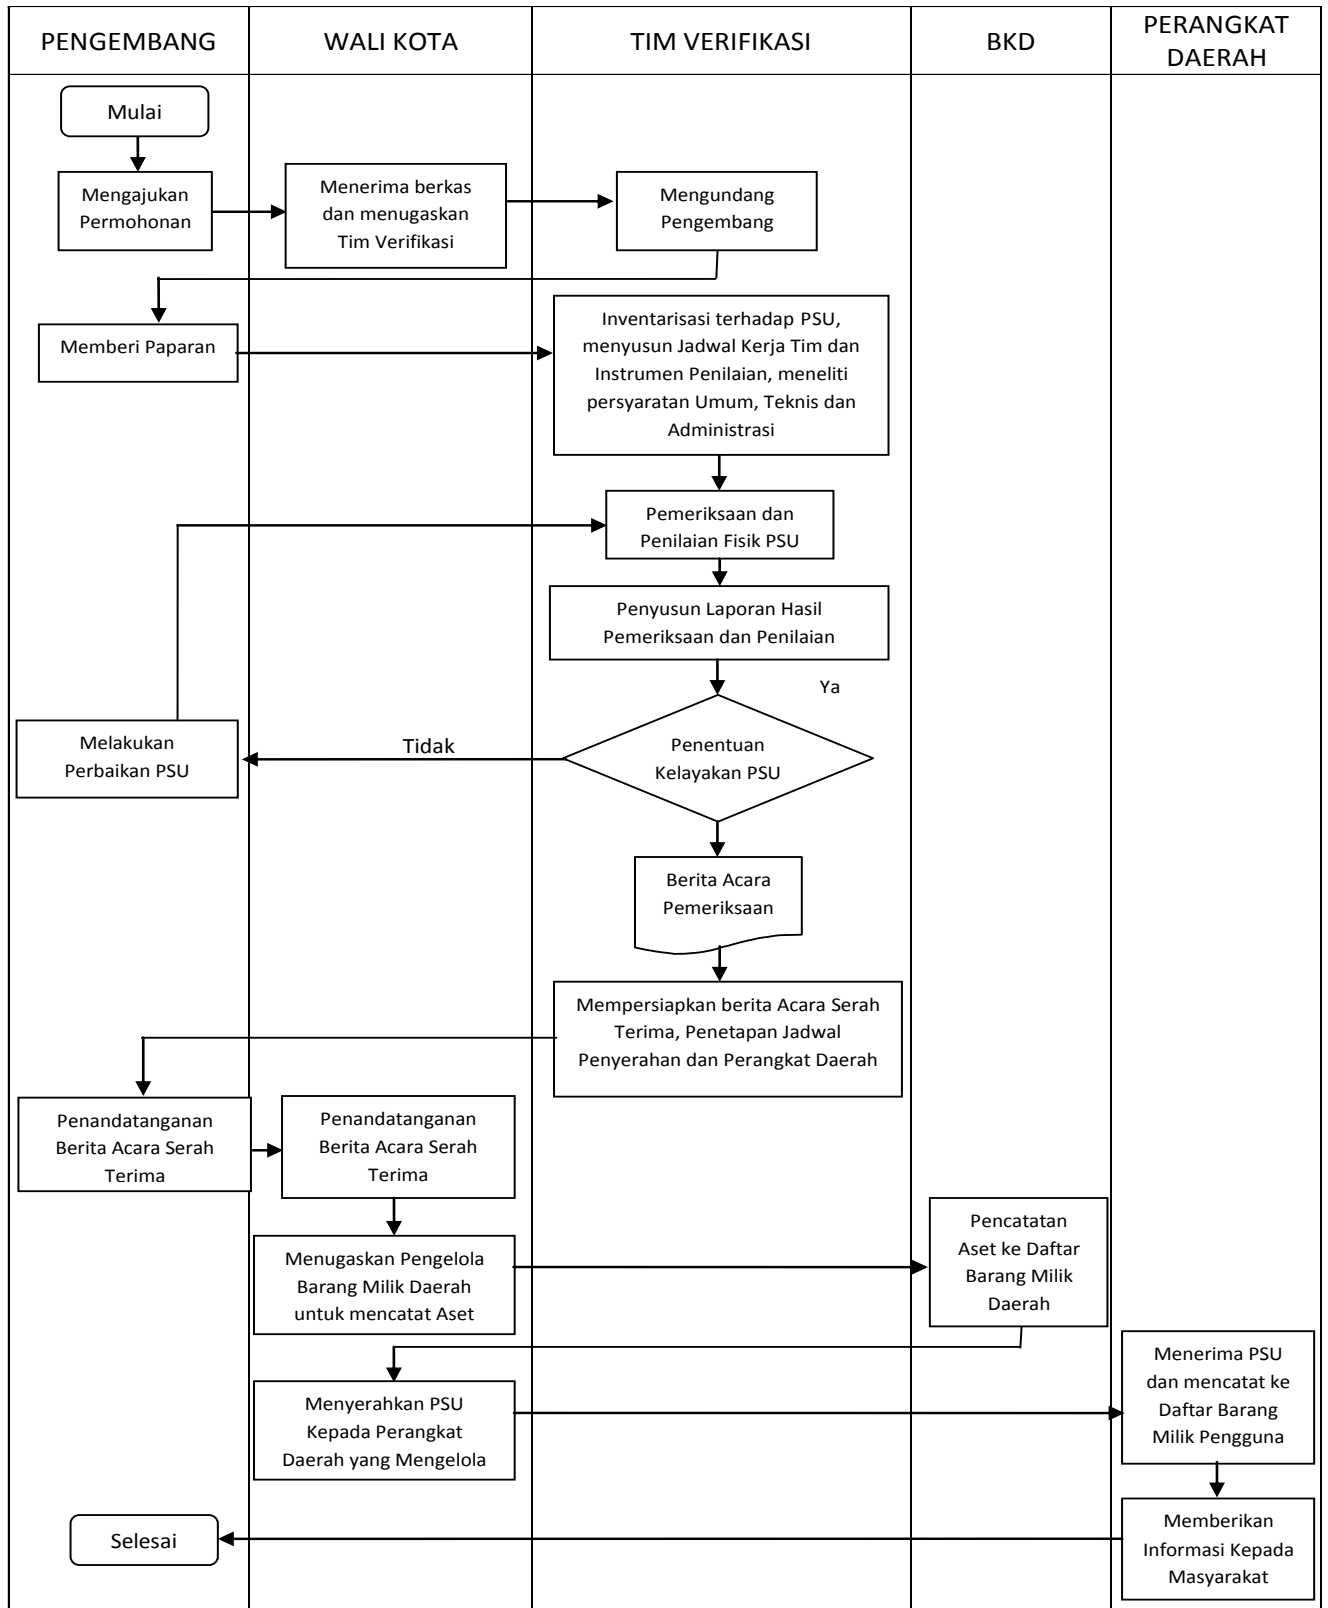 PENGEMBANG
WALI KOTA
TIM VERIFIKASI
BKD
PERANGKAT
DAERAH
Mulai
Mengajukan
Permohonan
Menerima berkas
dan menugaskan
Tim Verifikasi
Mengundang
Pengembang
Memberi Paparan
Inventarisasi terhadap PSU,
menyusun Jadwal Kerja Tim dan
Instrumen Penilaian, meneliti
persyaratan Umum, Teknis dan
Administrasi
Pemeriksaan dan
Penilaian Fisik PSU
Penyusun Laporan Hasil
Pemeriksaan dan Penilaian
Ya
Penentuan
Kelayakan PSU
Tidak
Melakukan
Perbaikan PSU
Berita Acara
Pemeriksaan
Mempersiapkan berita Acara Serah
Terima, Penetapan Jadwal
Penyerahan dan Perangkat Daerah
Penandatanganan
Berita Acara Serah
Terima
Penandatanganan
Berita Acara Serah
Terima
Menugaskan Pengelola
Barang Milik Daerah
untuk mencatat Aset
Pencatatan
Aset ke Daftar
Barang Milik
Daerah
Menyerahkan PSU
Kepada Perangkat
Daerah yang Mengelola
Menerima PSU
dan mencatat ke
Daftar Barang
Milik Pengguna
Memberikan
Informasi Kepada
Masyarakat
Selesai